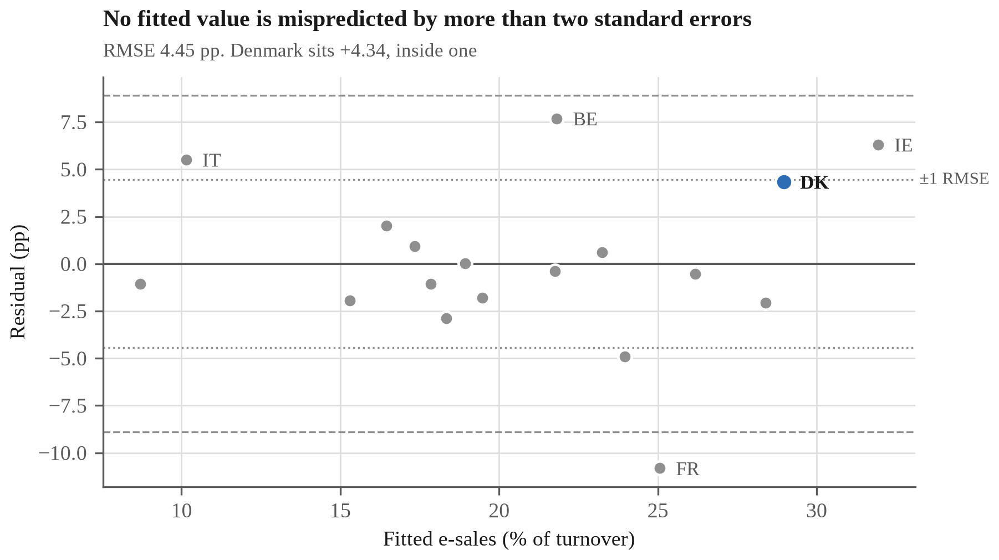 No fitted value is mispredicted by more than two standard errors
RMSE 4.45 pp. Denmark sits +4.34, inside one
7.5
5.0
2.5
0.0
−2.5
−5.0
−7.5
−10.0
Residual (pp)
BE
IE
IT
±1 RMSE
DK
FR
10
15
20
25
30
Fitted e-sales (% of turnover)